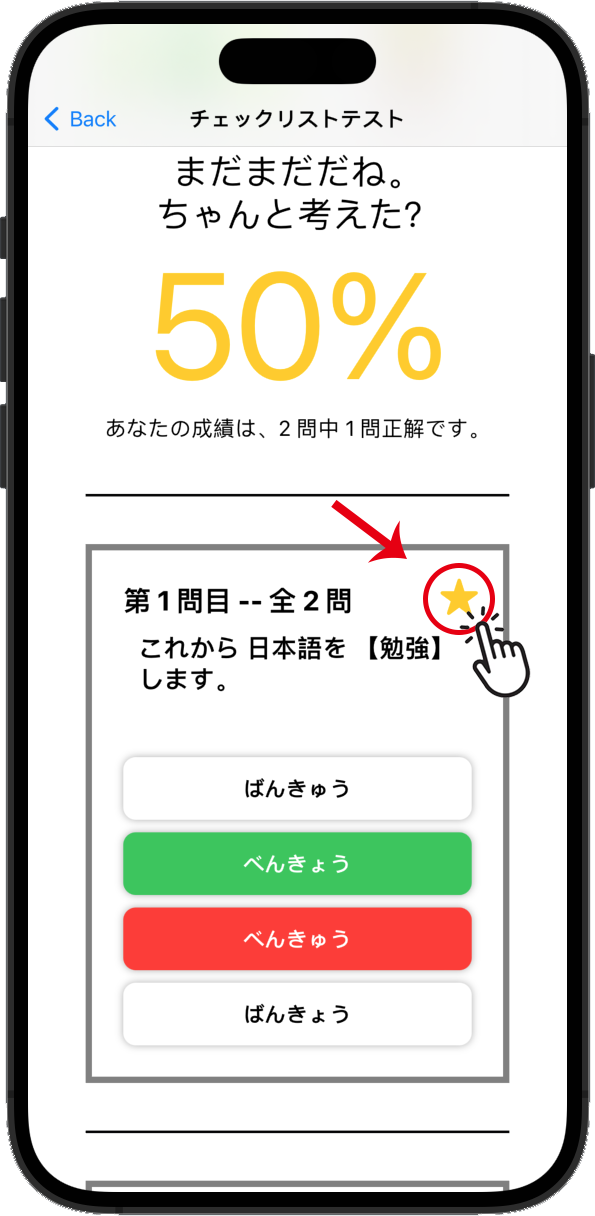 Back
チェックリストテスト
まだまだだね。
ちゃんと考えた?
50%
あなたの成績は、2 問中 1 問正解です。
第 1 問目 -- 全 2 問
これから 日本語を 【勉強】
します。
ばんきゅう
べんきょう
べんきゅう
ばんきょう